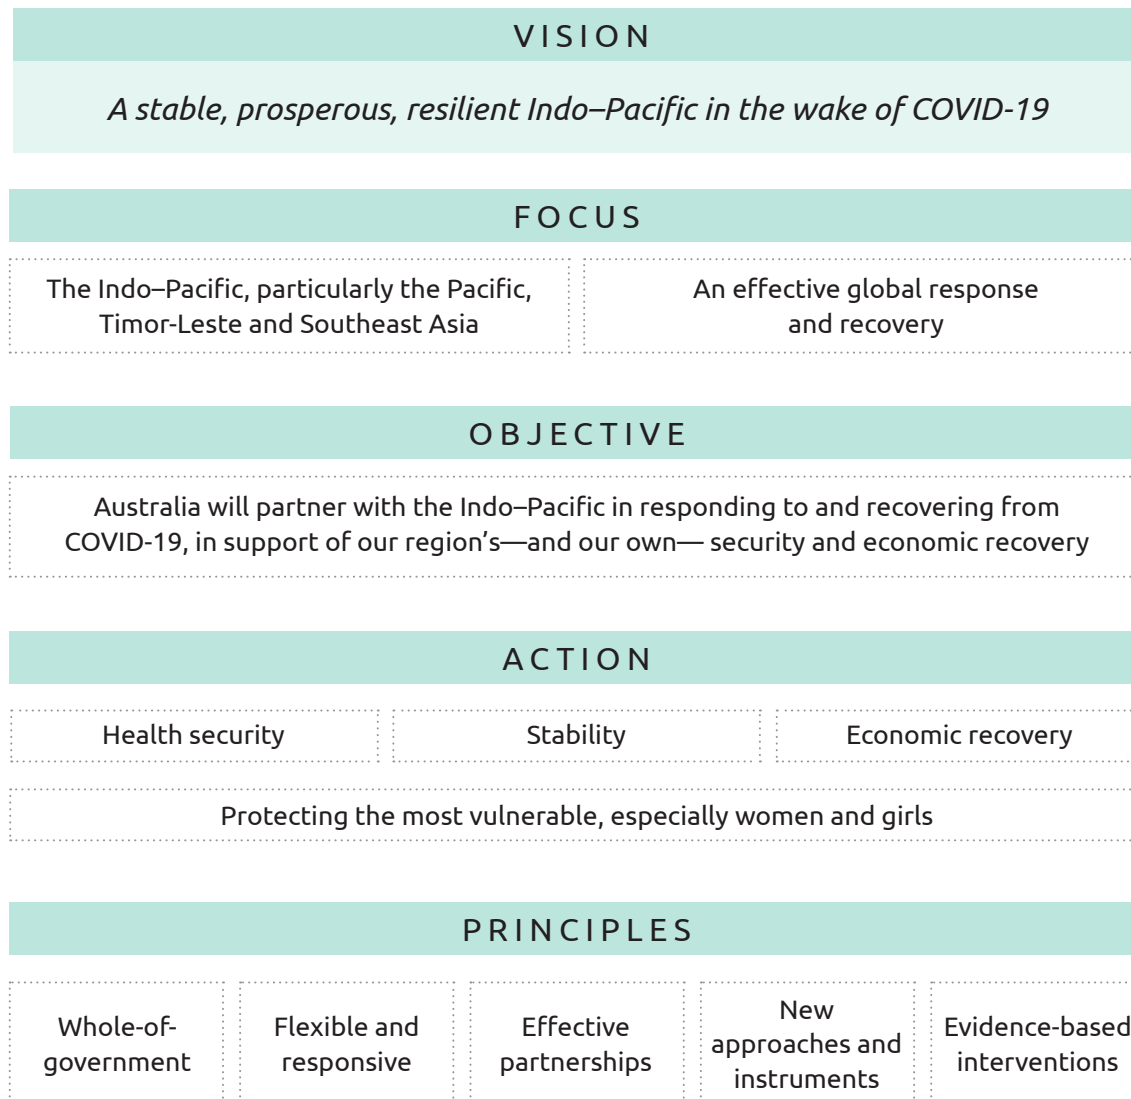 VISION
A stable, prosperous, resilient Indo–Pacific in the wake of COVID-19
FOCUS
The Indo–Pacific, particularly the Pacific,
Timor-Leste and Southeast Asia
An effective global response
and recovery
OBJECTIVE
Australia will partner with the Indo–Pacific in responding to and recovering from
COVID-19, in support of our region's—and our own— security and economic recovery
ACTION
Health security
Stability
Economic recovery
Protecting the most vulnerable, especially women and girls
PRINCIPLES
Whole-of-
government
Flexible and
responsive
Effective
partnerships
New
approaches and
instruments
Evidence-based
interventions